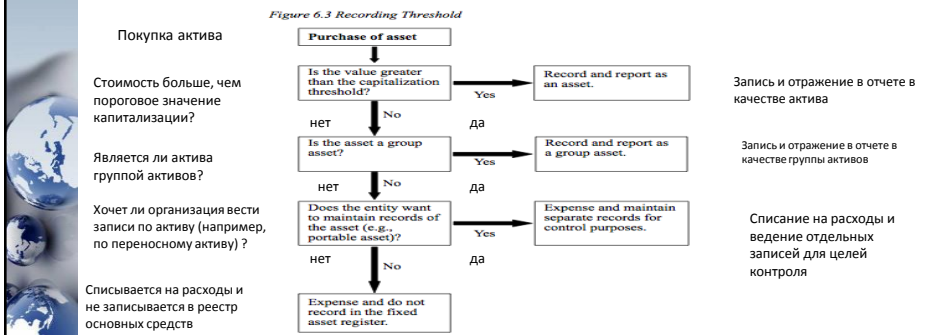 Figure 6.3 Recording Threshold
Покупка актива
Purchase of asset
Стоимость больше, чем
пороговое значение
капитализации?
Is the value greater
than the capitalization
threshold?
Yes
Record and report as
an asset.
Запись и отражение в отчете в
качестве актива
нет
No
да
Является ли актива
группой активов?
Is the asset a group
asset?
Yes
Record and report as
a group asset.
Запись и отражение в отчете в
качестве группы активов
нет
No
да
Хочет ли организация вести
записи по активу (например,
по переносному активу) ?
Does the entity want
to maintain records of
the asset (e.g.,
portable asset)?
Yes
Expense and maintain
separate records for
control purposes.
Списание на расходы и
ведение отдельных
записей для целей
контроля
нет
No
да
Списывается на расходы и
не записывается в реестр
основных средств
Expense and do not
record in the fixed
asset register.